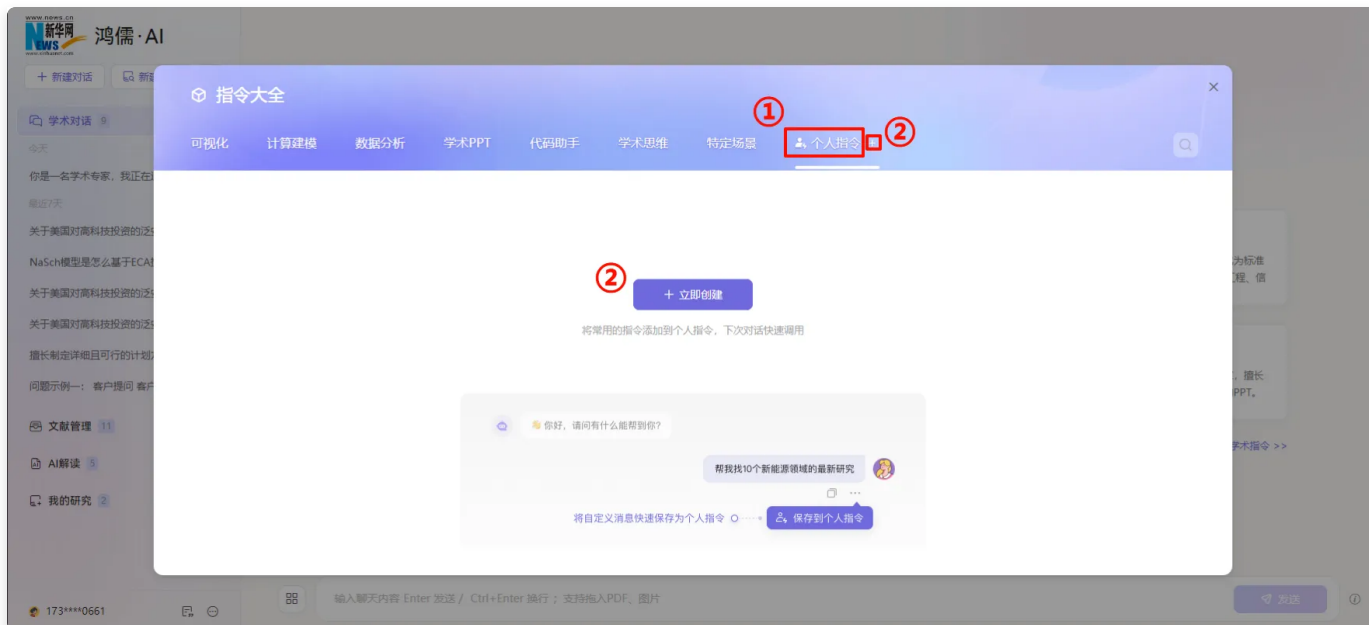 www.news.cn
新华网
NEWS
鸿儒·AI
www.xinhuanet.com
+ 新建对话
新建
学术对话 8
今天
你是一名学术专家，我正在
最近7天
关于美国对高科技投资的泛
NaSch模型是怎么基于ECA
关于美国对高科技投资的泛
关于美国对高科技投资的泛
擅长制定详细且可行的计划
问题示例一： 客户提问 客户
文献管理 11
AI解读 5
我的研究 2
173****0661
指令大全
①
可视化 计算建模 数据分析 学术PPT 代码助手 学术思维 特定场景 个人指令 + ②
②
+ 立即创建
将常用的指令添加到个人指令，下次对话快速调用
你好，请问有什么能帮到你?
帮我找10个新能源领域的最新研究
将自定义消息快速保存为个人指令
保存到个人指令
为标准
程、信
，擅长
PPT。
学术指令 >>
输入聊天内容 Enter 发送 / Ctrl+Enter 换行 ；支持拖入PDF、图片
发送